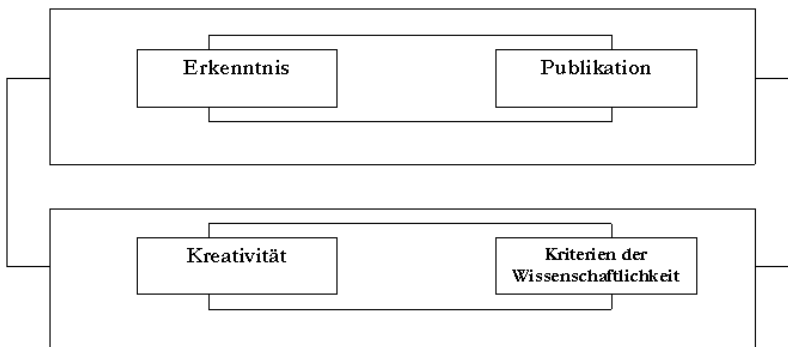 Erkenntnis
Publikation
Kreativität
Kriterien der
Wissenschaftlichkeit